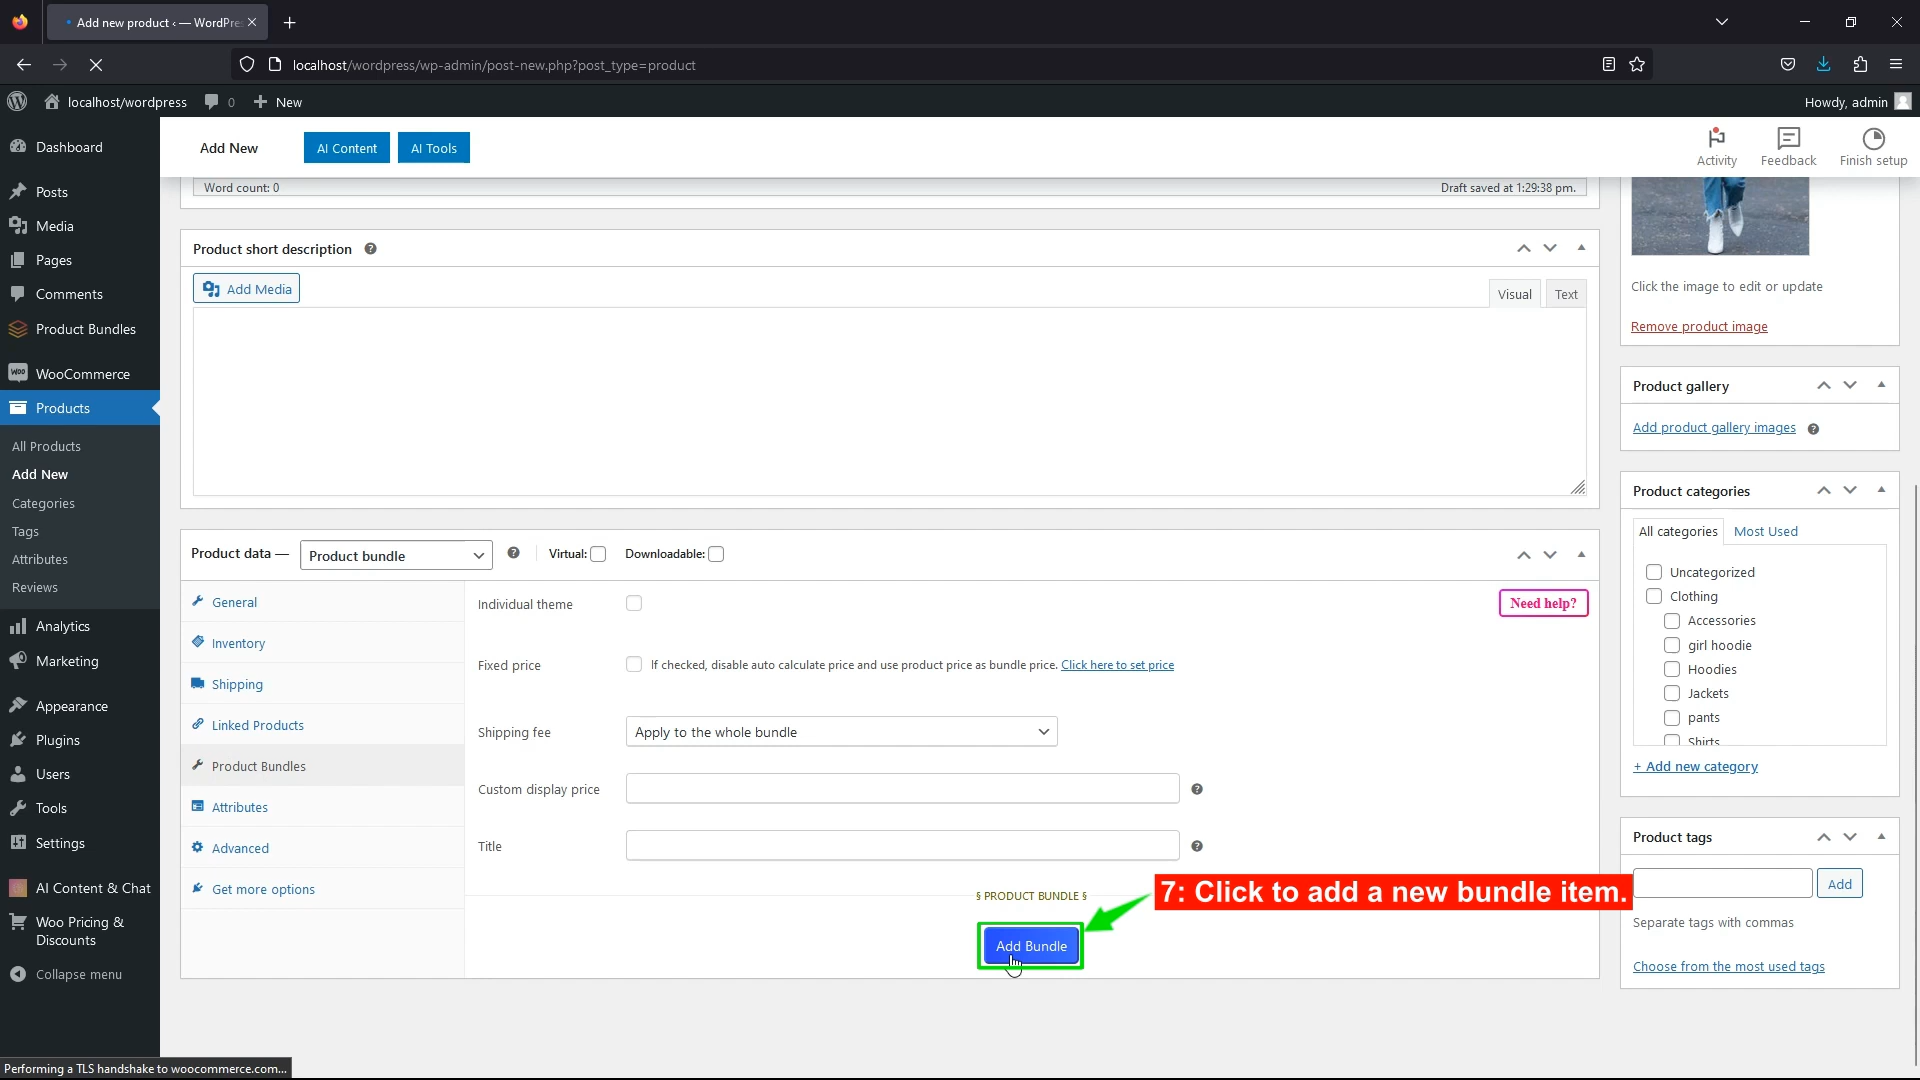 Add new product ‹ — WordPre
localhost/wordpress/wp-admin/post-new.php?post_type=product
localhost/wordpress
0
New
Howdy, admin
Dashboard
Posts
Media
Pages
Comments
Product Bundles
WooCommerce
Products
All Products
Add New
Categories
Tags
Attributes
Reviews
Analytics
Marketing
Appearance
Plugins
Users
Tools
Settings
AI Content & Chat
Woo Pricing &
Discounts
Collapse menu
Performing a TLS handshake to woocommerce.com...
Add New
AI Content
AI Tools
Activity
Feedback
Finish setup
Word count: 0
Draft saved at 1:29:38 pm.
Product short description
Add Media
Visual
Text
Product data —
Product bundle
Virtual:
Downloadable:
General
Inventory
Shipping
Linked Products
Product Bundles
Attributes
Advanced
Get more options
Individual theme
Need help?
Fixed price
If checked, disable auto calculate price and use product price as bundle price. Click here to set price
Shipping fee
Apply to the whole bundle
Custom display price
Title
§ PRODUCT BUNDLE §
7: Click to add a new bundle item.
Add Bundle
Click the image to edit or update
Remove product image
Product gallery
Add product gallery images
Product categories
All categories
Most Used
Uncategorized
Clothing
Accessories
girl hoodie
Hoodies
Jackets
pants
Shirts
+ Add new category
Product tags
Add
Separate tags with commas
Choose from the most used tags